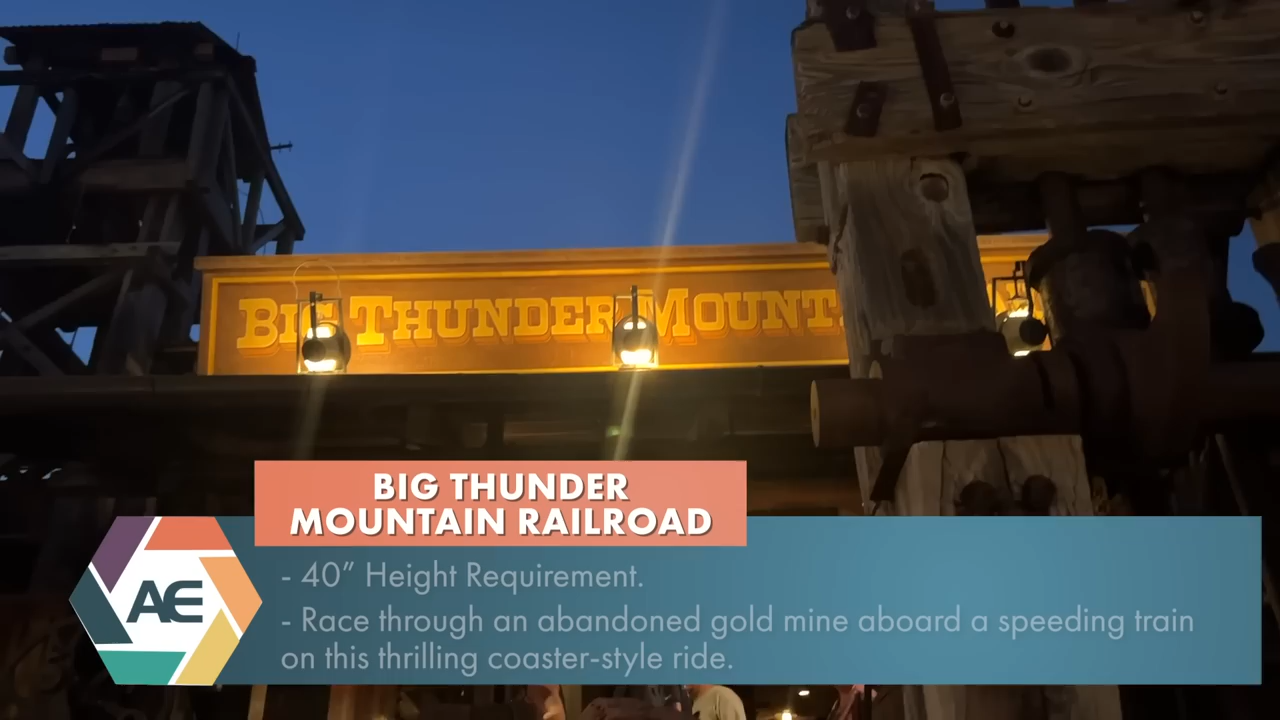 BIG THUNDER MOUNT
BIG THUNDER
MOUNTAIN RAILROAD
- 40” Height Requirement.
- Race through an abandoned gold mine aboard a speeding train
on this thrilling coaster-style ride.
AE